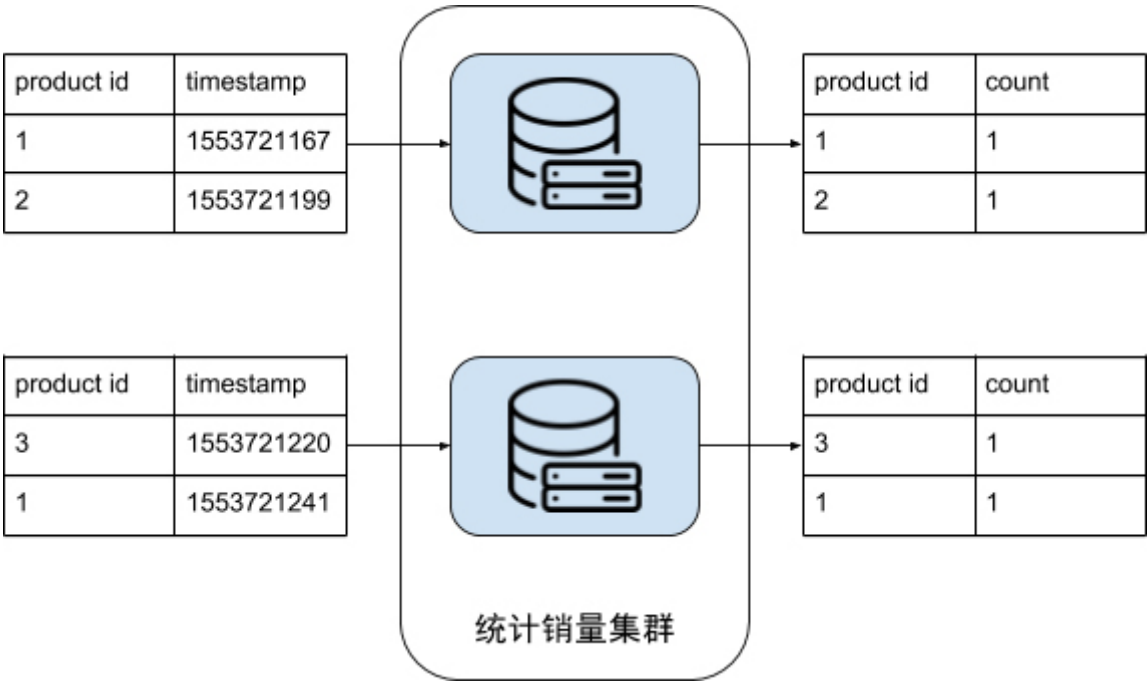 product id timestamp
1 1553721167
2 1553721199
product id count
1 1
2 1
product id timestamp
3 1553721220
1 1553721241
product id count
3 1
1 1
统计销量集群